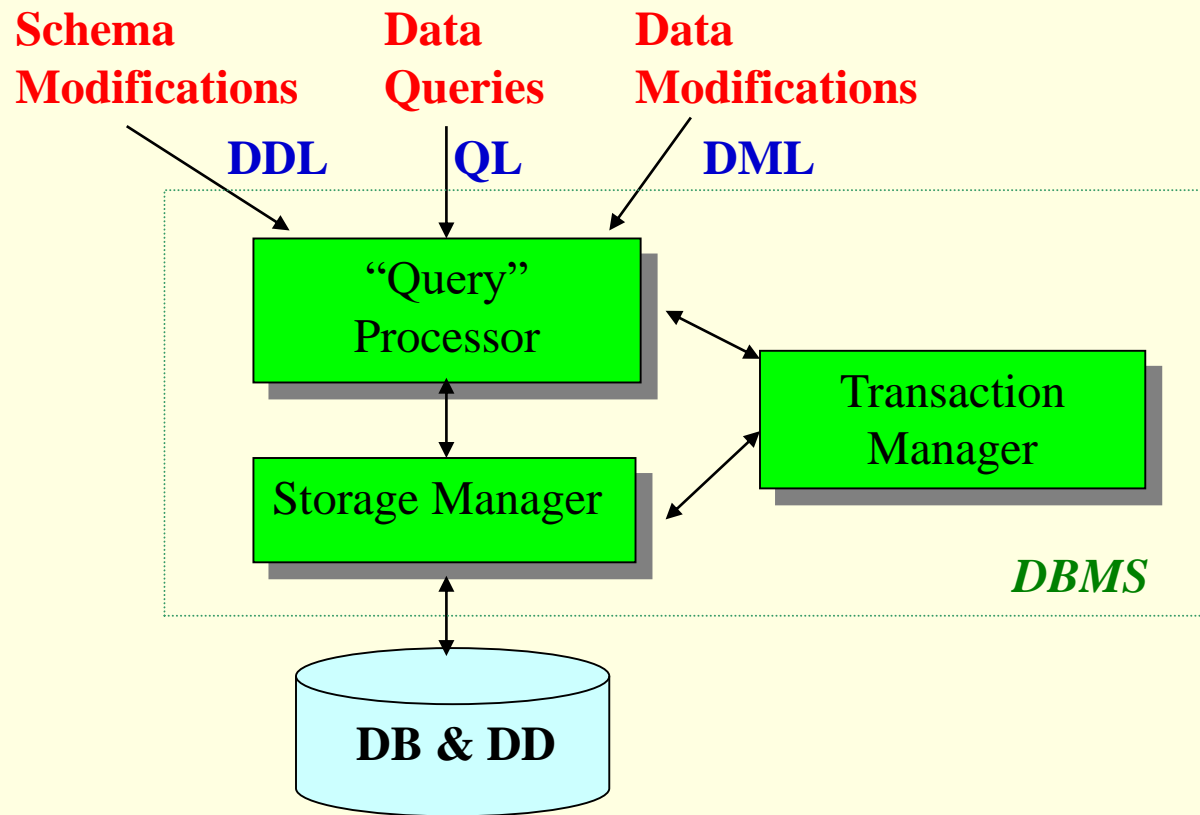 Schema
Modifications
Data
Queries
Data
Modifications
DDL
QL
DML
“Query”
Processor
Transaction
Manager
Storage Manager
DBMS
DB & DD